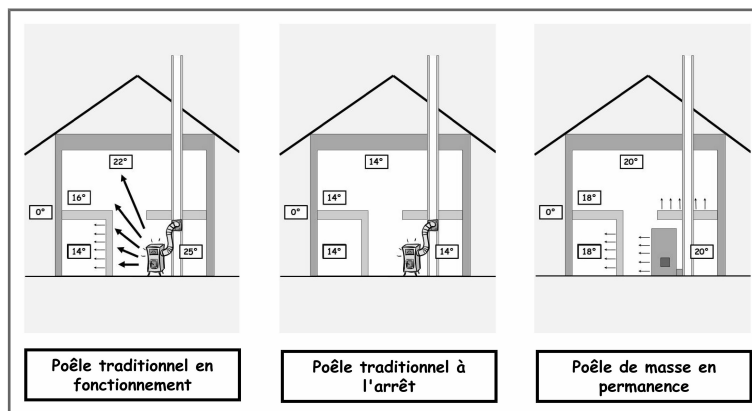 22°
16°
0°
14°
25°
Poêle traditionnel en
fonctionnement
14°
14°
0°
14°
14°
Poêle traditionnel à
l'arrêt
20°
18°
0°
18°
20°
Poêle de masse en
permanence